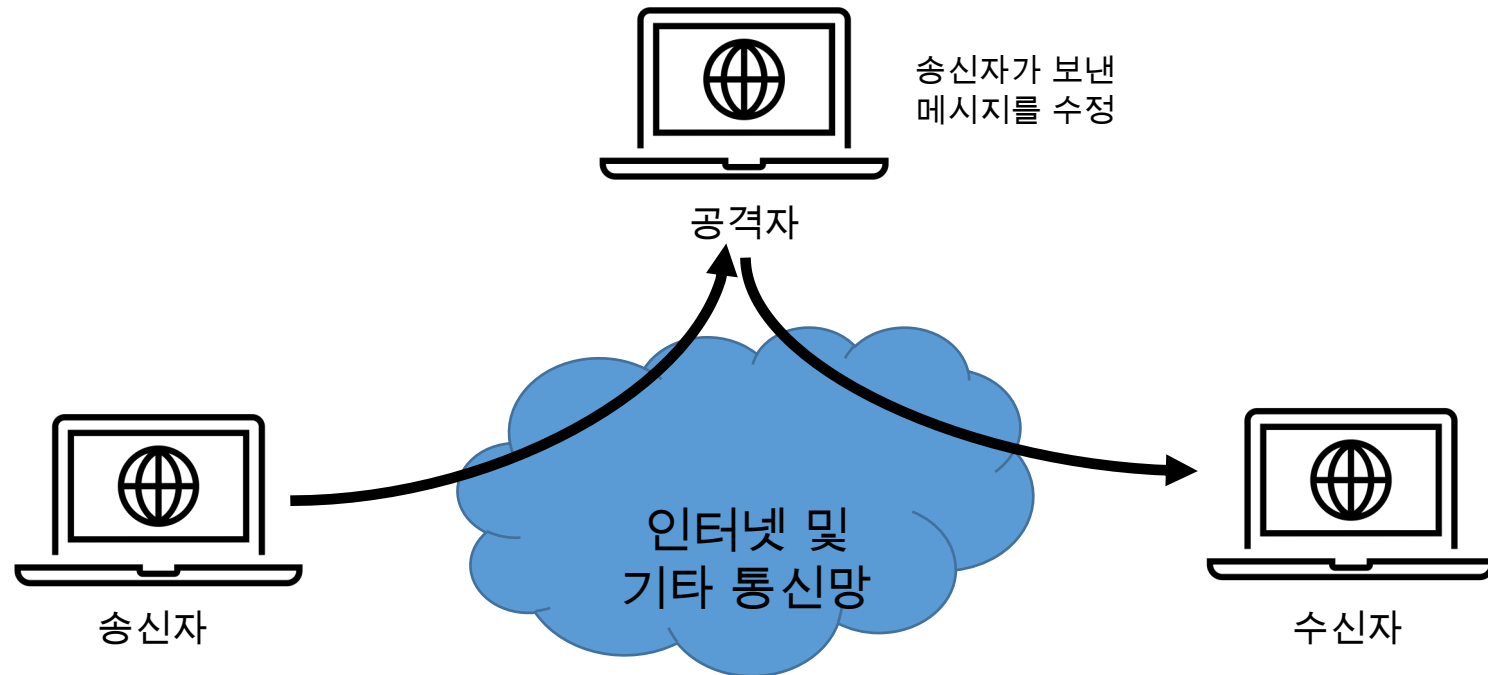 송신자가 보낸
메시지를 수정
공격자
인터넷 및
기타 통신망
송신자
수신자